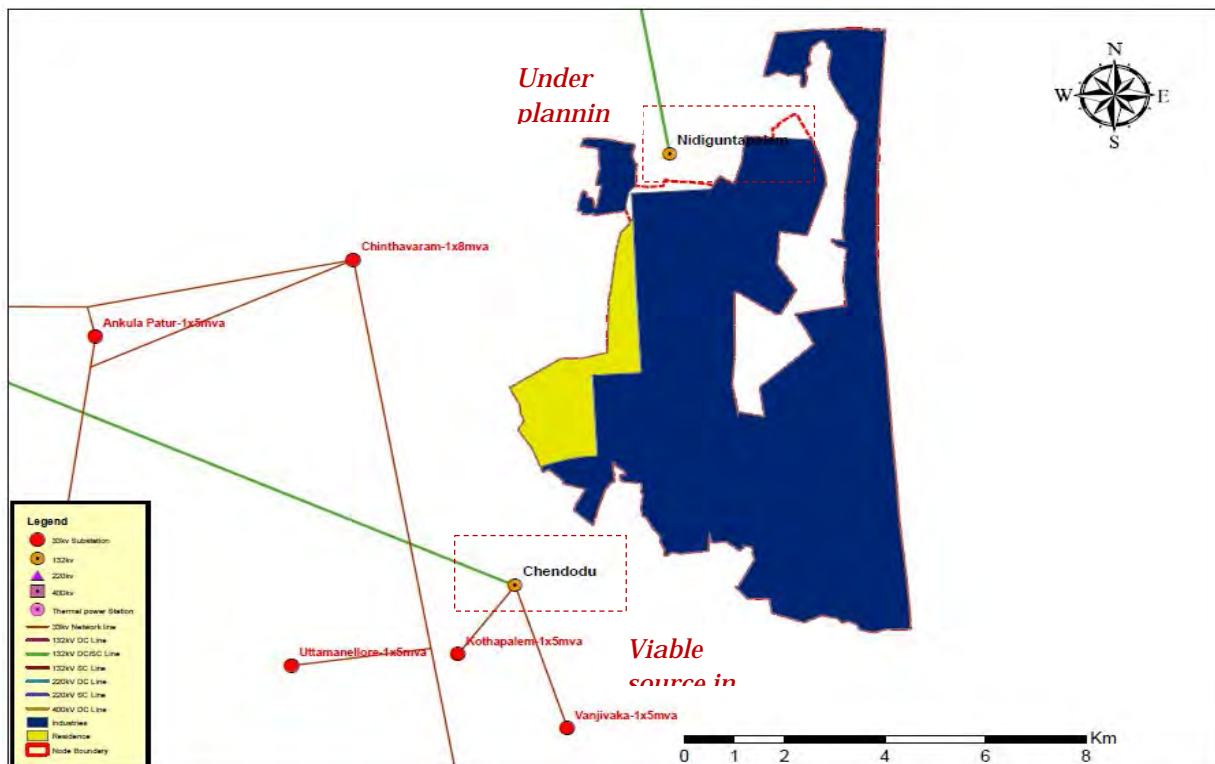 Under
plannin
N
W
E
S
Nidiguntapalem
Chinthavaram-1x8mva
Ankula Patur-1x5mva
Chendodu
Kothapalem-1x5mva
Uttamanellore-1x5mva
Vanjivaka-1x5mva
Viable
source in
Legend
33kv Substation
132kv
220kv
400kv
Thermal power Station
33kv Network line
132kV DC Line
132kV DC/SC Line
132kV SC Line
220kV DC Line
220kV SC Line
400kV DC Line
Industries
Residence
Node Boundary
Km
0 1 2 4 6 8